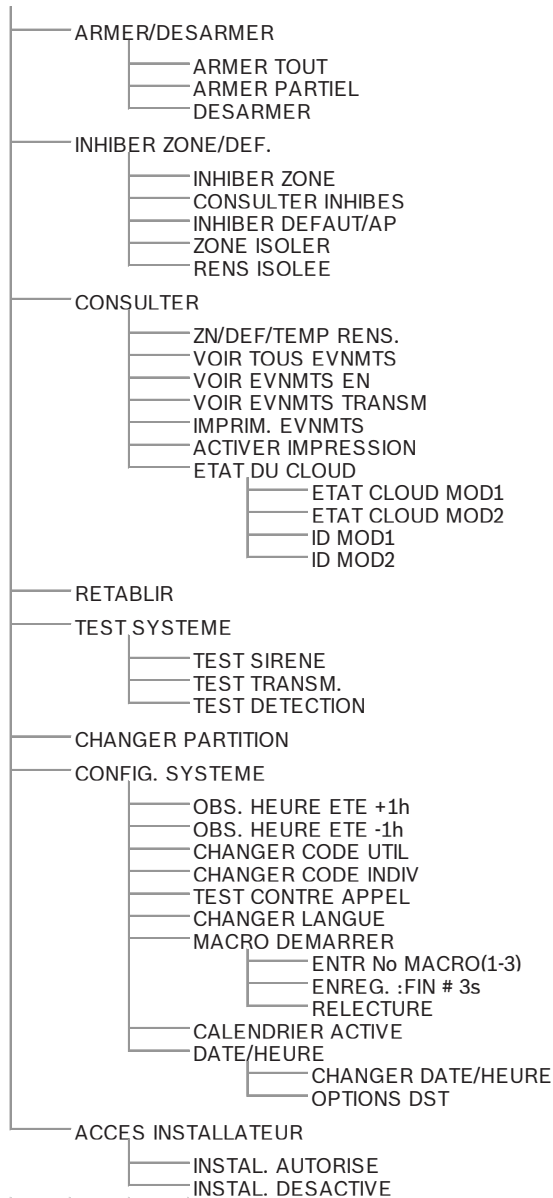 ARMER/DESARMER
ARMER TOUT
ARMER PARTIEL
DESARMER
INHIBER ZONE/DEF.
INHIBER ZONE
CONSULTER INHIBES
INHIBER DEFAUT/AP
ZONE ISOLER
RENS ISOLEE
CONSULTER
ZN/DEF/TEMP RENS.
VOIR TOUS EVNMTS
VOIR EVNMTS EN
VOIR EVNMTS TRANSM
IMPRIM. EVNMTS
ACTIVER IMPRESSION
ETAT DU CLOUD
ETAT CLOUD MOD1
ETAT CLOUD MOD2
ID MOD1
ID MOD2
RETABLIR
TEST SYSTEME
TEST SIRENE
TEST TRANSM.
TEST DETECTION
CHANGER PARTITION
CONFIG. SYSTEME
OBS. HEURE ETE +1h
OBS. HEURE ETE -1h
CHANGER CODE UTIL
CHANGER CODE INDIV
TEST CONTRE APPEL
CHANGER LANGUE
MACRO DEMARRER
ENTR No MACRO(1-3)
ENREG. :FIN # 3s
RELECTURE
CALENDRIER ACTIVE
DATE/HEURE
CHANGER DATE/HEURE
OPTIONS DST
ACCES INSTALLATEUR
INSTAL. AUTORISE
INSTAL. DESACTIVE